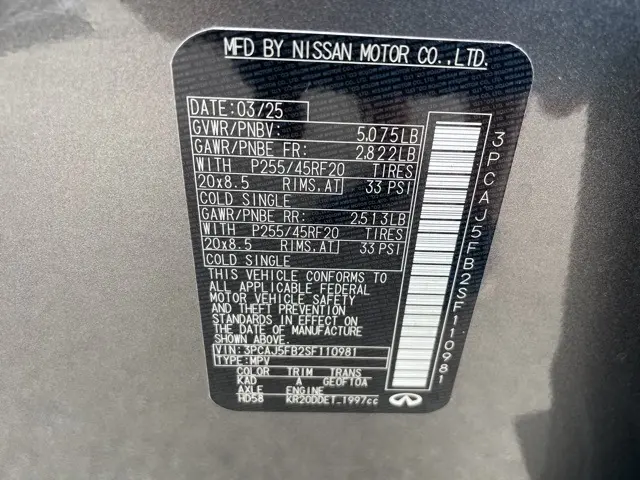 MFD BY NISSAN MOTOR CO.,LTD.
DATE:03/25
GVWR/PNBV: 5,075LB
GAWR/PNBE FR: 2,822LB
WITH P255/45RF20 TIRES
20x8.5 RIMS.AT 33 PSI
COLD SINGLE
GAWR/PNBE RR: 2,513LB
WITH P255/45RF20 TIRES
20x8.5 RIMS.AT 33 PSI
COLD SINGLE
THIS VEHICLE CONFORMS TO
ALL APPLICABLE FEDERAL
MOTOR VEHICLE SAFETY
AND THEFT PREVENTION
STANDARDS IN EFFECT ON
THE DATE OF MANUFACTURE
SHOWN ABOVE.
VIN: 3PCAJ5FB2SF110981
TYPE:MPV
COLOR TRIM TRANS
KAD A GE0FT0A
AXLE ENGINE
HD58 KR20DDET_1997cc
3PCAJ5FB2SF110981